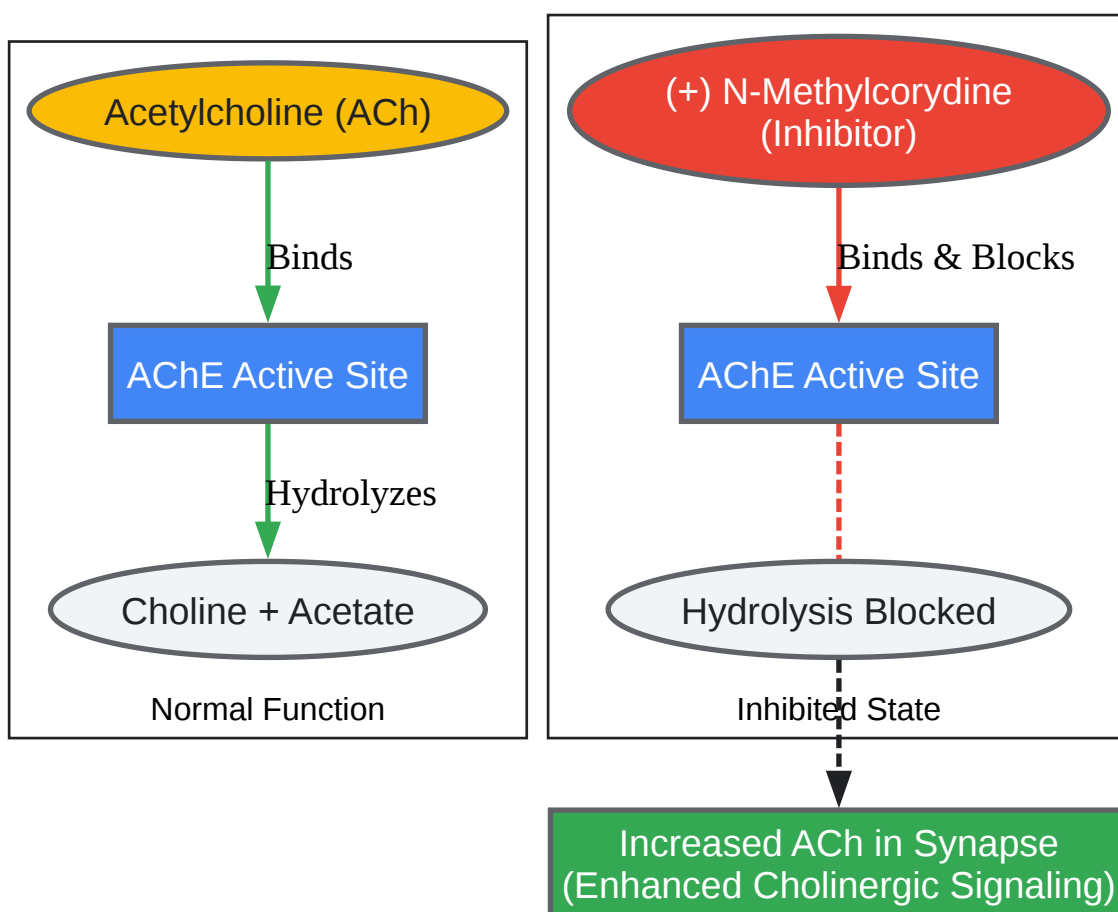 Acetylcholine (ACh)
Binds
AChE Active Site
Hydrolyzes
Choline + Acetate
Normal Function
(+) N-Methylcorydine
(Inhibitor)
Binds & Blocks
AChE Active Site
Hydrolysis Blocked
Inhibited State
Increased ACh in Synapse
(Enhanced Cholinergic Signaling)